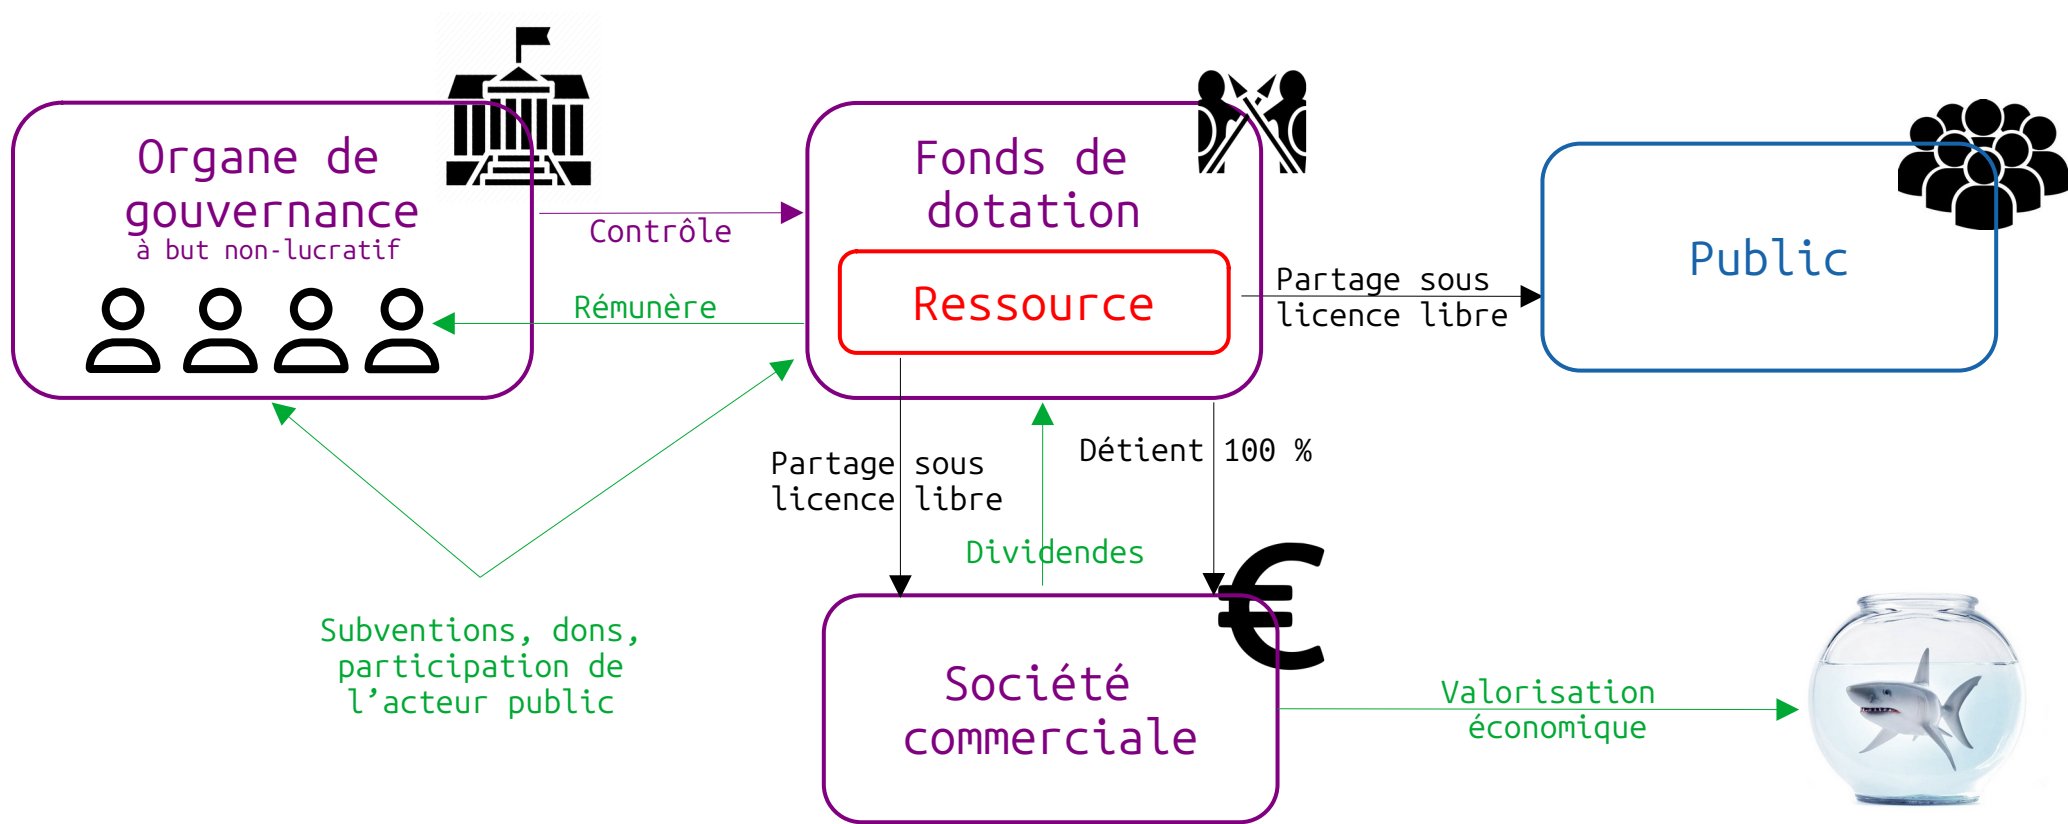 Organe de
gouvernance
à but non-lucratif
Contrôle
Rémunère
Fonds de
dotation
Ressource
Partage sous
licence libre
Public
Partage sous
licence libre
Détient 100 %
Dividendes
Subventions, dons,
participation de
l’acteur public
Société
commerciale
Valorisation
économique